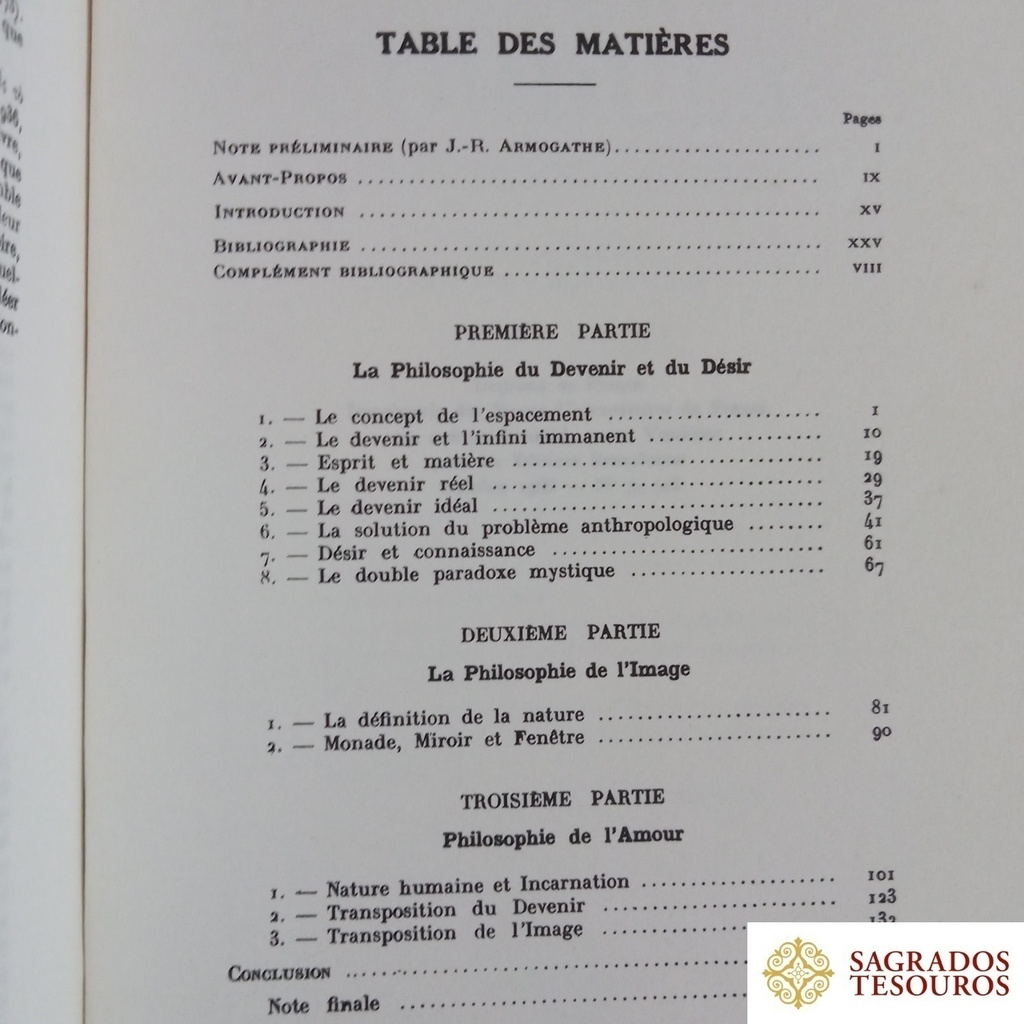 78).
que
1936,
que
TABLE DES MATIÈRES
Pages
NOTE PRÉLIMINAIRE (par J.-R. ARMOGATHE).................... I
AVANT-PROPOS .................... IX
INTRODUCTION .................... XV
BIBLIOGRAPHIE .................... XXV
COMPLÉMENT BIBLIOGRAPHIQUE .................... VIII
PREMIÈRE PARTIE
La Philosophie du Devenir et du Désir
1. — Le concept de l'espacement .................... 1
2. — Le devenir et l'infini immanent .................... 10
3. — Esprit et matière .................... 19
4. — Le devenir réel .................... 29
5. — Le devenir idéal .................... 37
6. — La solution du problème anthropologique ........ 41
7. — Désir et connaissance .................... 61
8. — Le double paradoxe mystique .................... 67
DEUXIÈME PARTIE
La Philosophie de l'Image
1. — La définition de la nature .................... 81
2. — Monade, Miroir et Fenêtre .................... 90
TROISIÈME PARTIE
Philosophie de l'Amour
1. — Nature humaine et Incarnation .................... 101
2. — Transposition du Devenir .................... 123
3. — Transposition de l'Image .................... 132
CONCLUSION ....................
Note finale ....................
SAGRADOS
TESOUROS